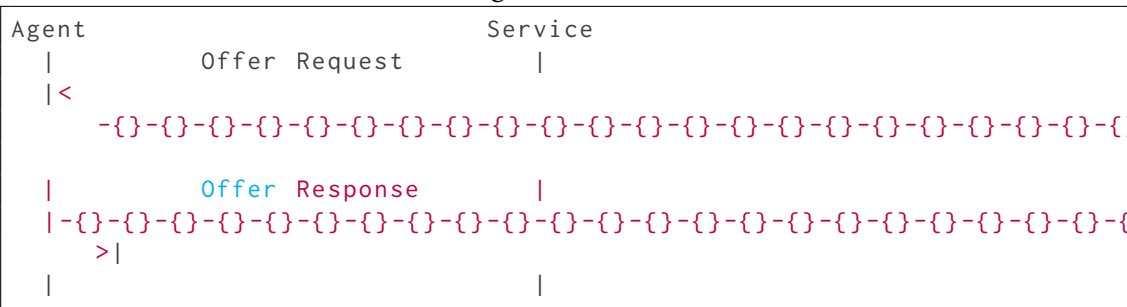 Agent Service
| Offer Request |
|<
-{}-{}-{}-{}-{}-{}-{}-{}-{}-{}-{}-{}-{}-{}-{}-{}-{}-{}-{}-{}-{}-{
| Offer Response |
|-{}-{}-{}-{}-{}-{}-{}-{}-{}-{}-{}-{}-{}-{}-{}-{}-{}-{}-{}-{}-{}-{}-{
>|
| |